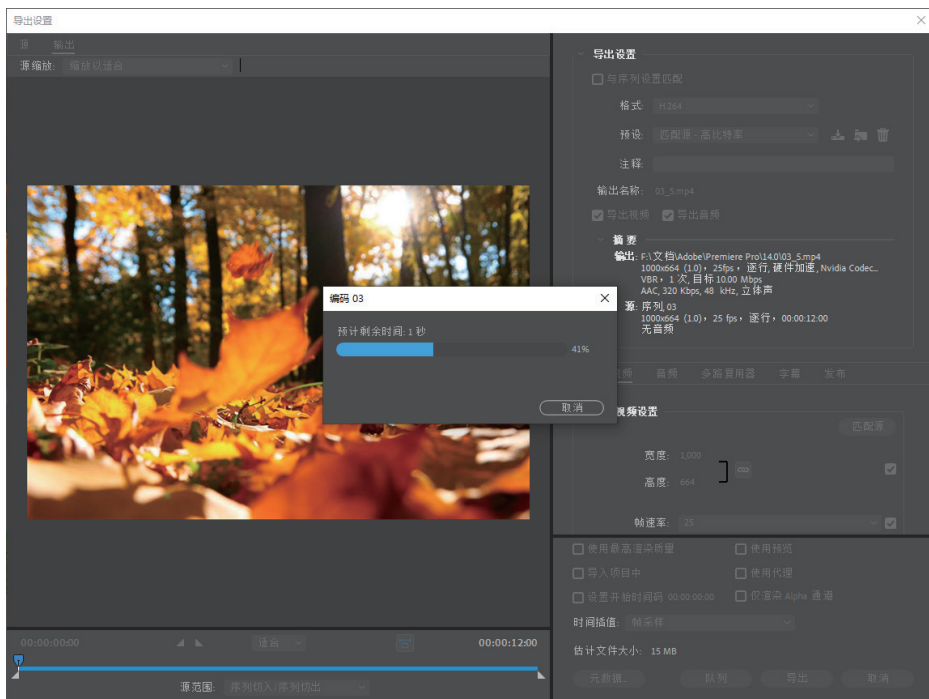 导出设置
源 输出
源缩放: 缩放以适合
导出设置
与序列设置匹配
格式: H.264
预设: 匹配源 - 高比特率
注释:
输出名称: 03_5.mp4
导出视频 导出音频
摘要
输出: F:\文档\Adobe\Premiere Pro\14.0\03_5.mp4
1000x664 (1.0), 25fps, 逐行, 硬件加速, Nvidia Codec...
VBR, 1 次, 目标 10.00 Mbps
AAC, 320 Kbps, 48 kHz, 立体声
源: 序列, 03
1000x664 (1.0), 25 fps, 逐行, 00:00:12:00
无音频
编码 03
预计剩余时间: 1 秒
41%
取消
视频 音频 多路复用器 字幕 发布
视频设置
匹配源
宽度: 1,000
高度: 664
帧速率: 25
使用最高渲染质量 使用预览
导入项目中 使用代理
设置开始时间码 00:00:00:00 仅渲染 Alpha 通道
时间插值: 帧采样
估计文件大小: 15 MB
元数据... 队列 导出 取消
00:00:00:00 适合 00:00:12:00
源范围: 序列切入/序列切出